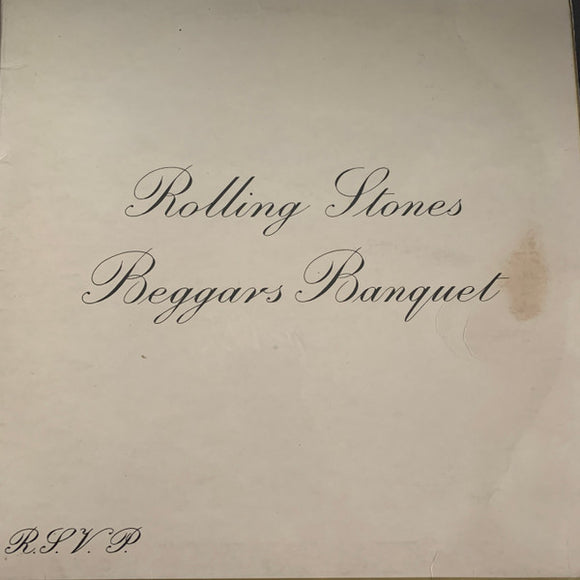 Rolling Stones
Beggars Banquet
R.S.V.P.